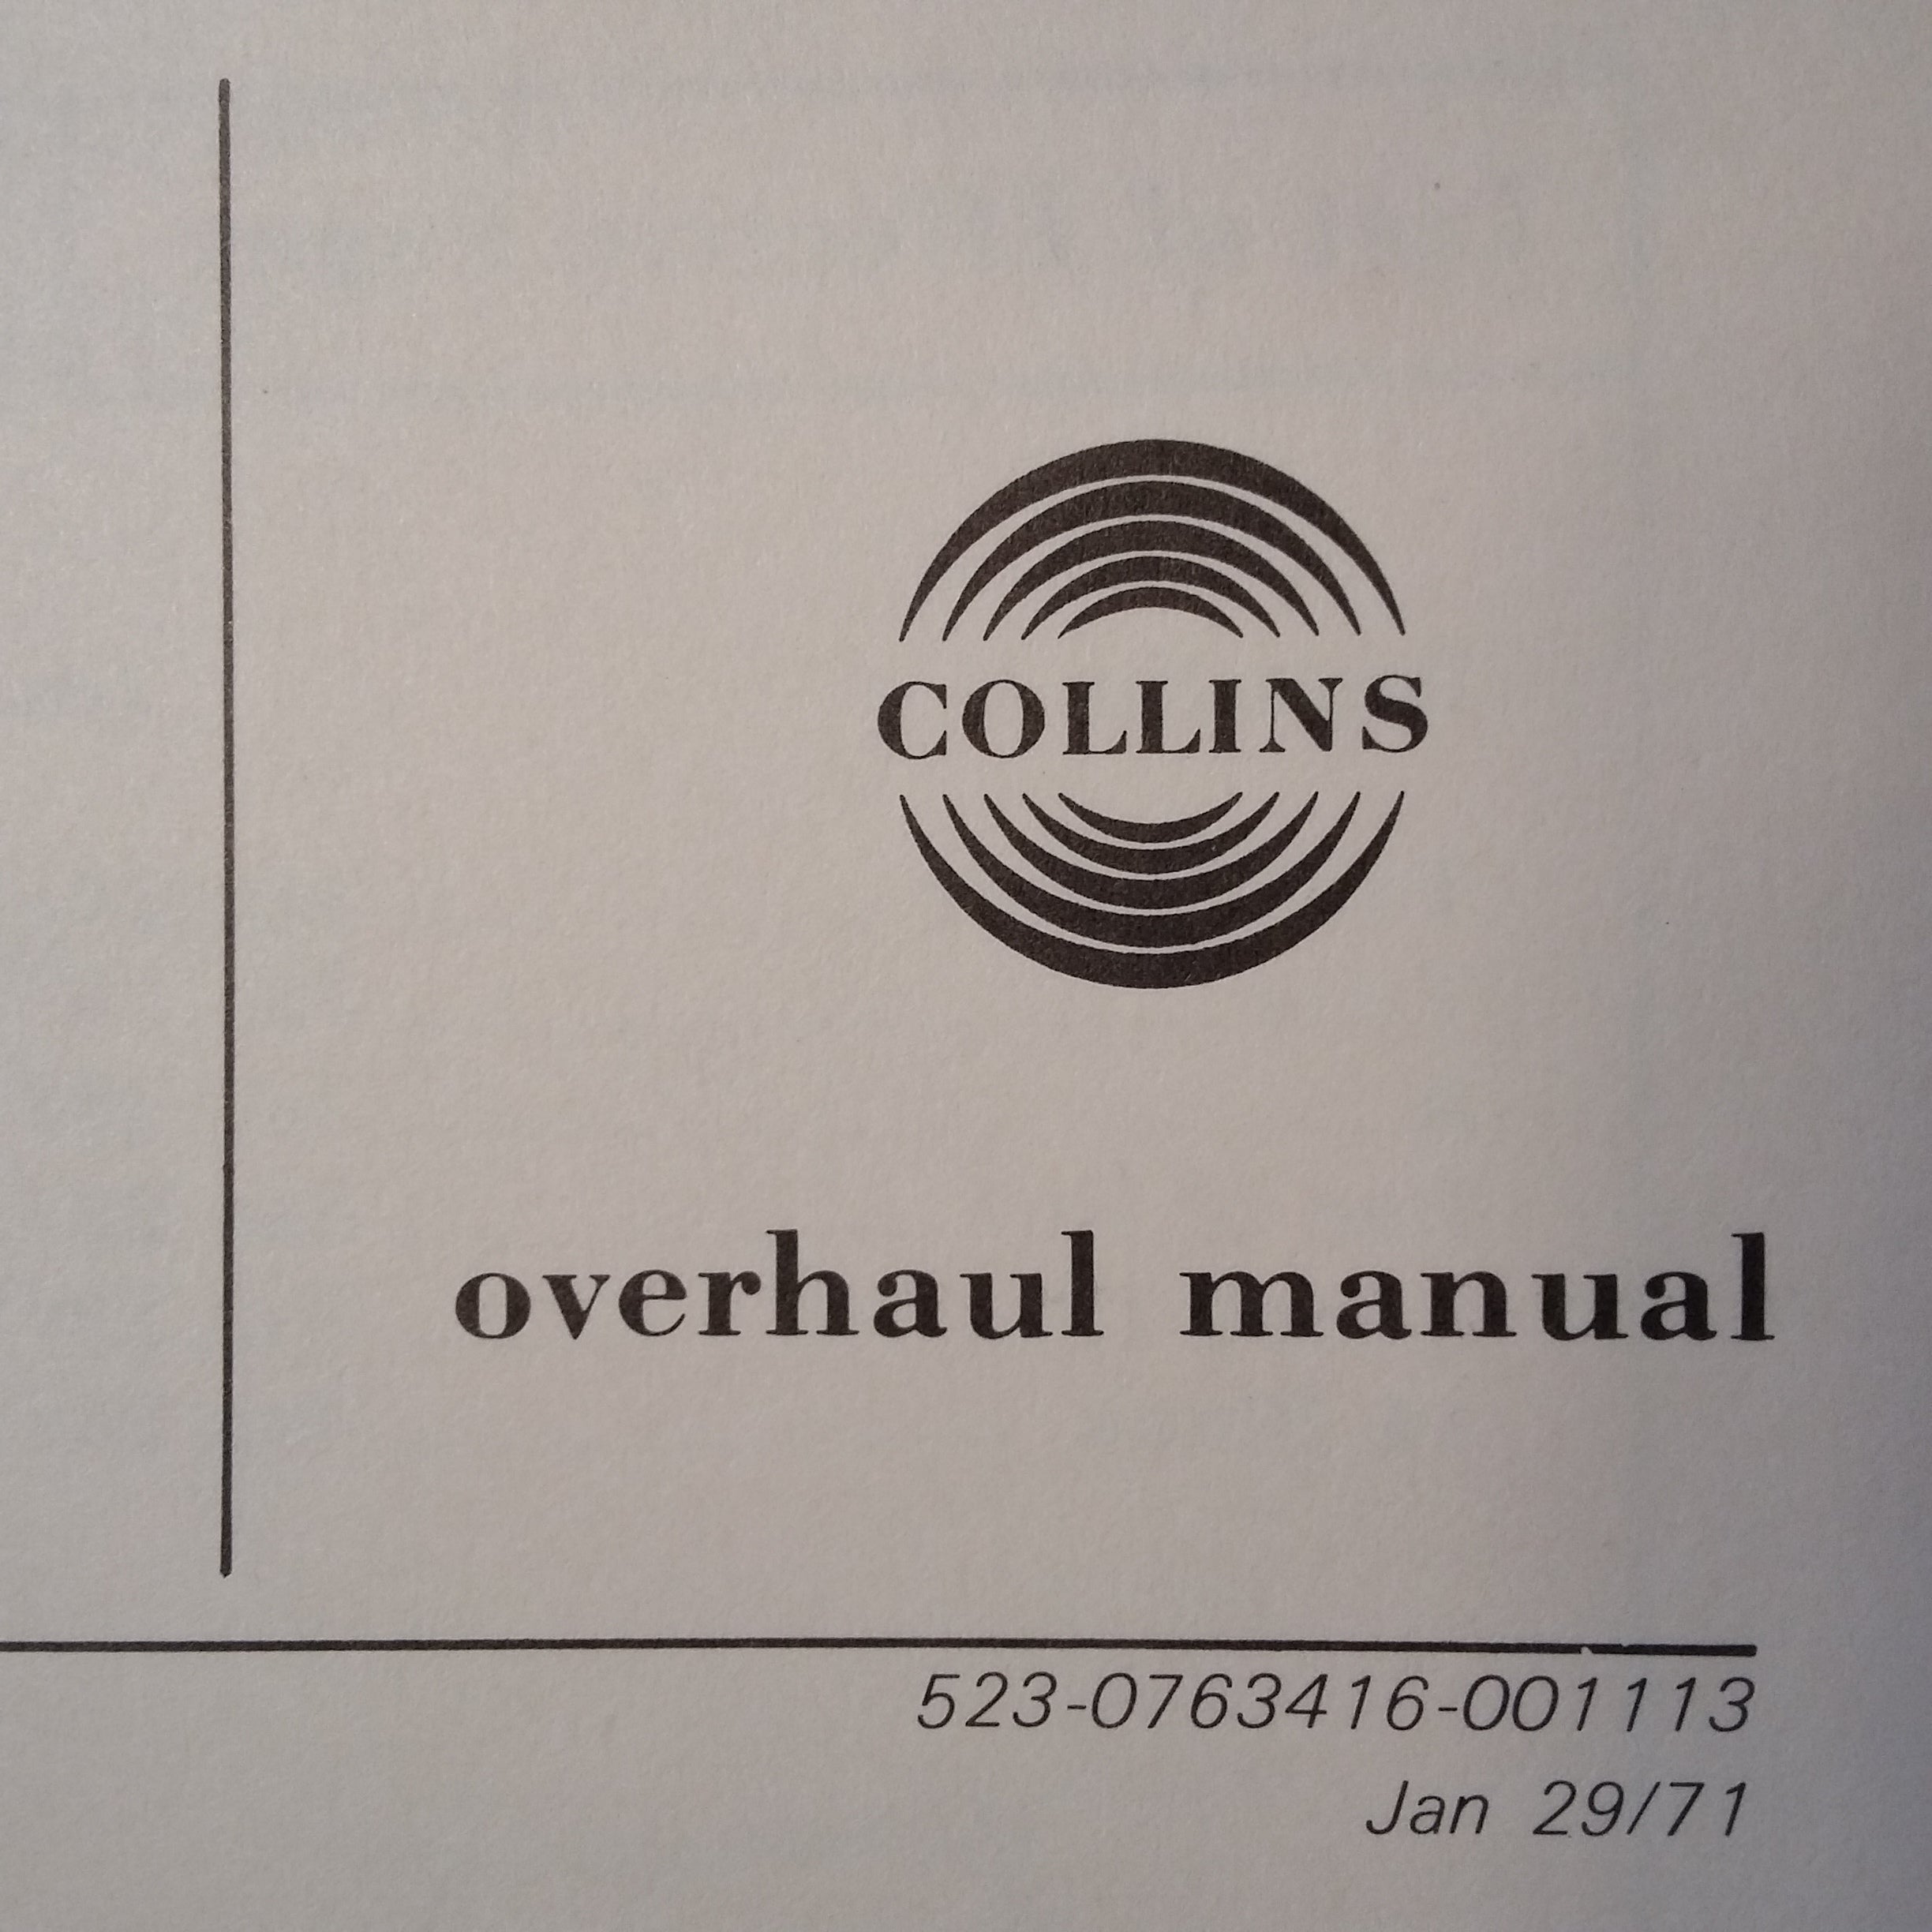 COLLINS
overhaul manual
523-0763416-001113
Jan 29/71